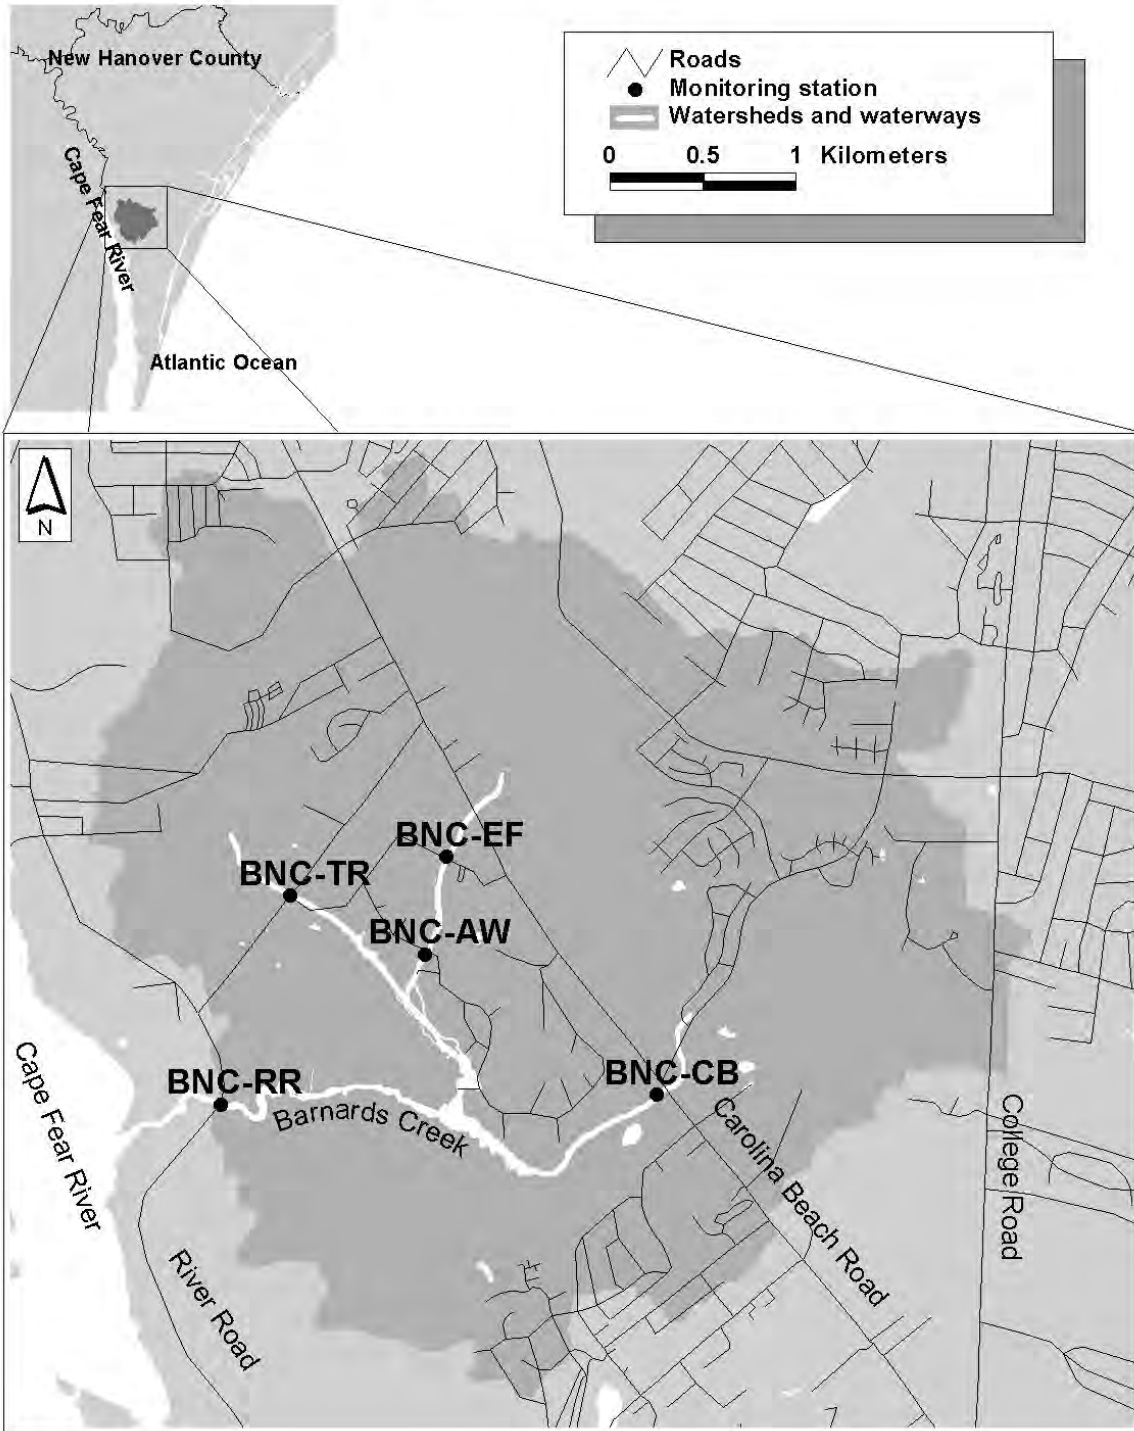 New Hanover County
Cape Fear River
Atlantic Ocean
Roads
Monitoring station
Watersheds and waterways
0 0.5 1 Kilometers
N
BNC-EF
BNC-TR
BNC-AW
BNC-RR
BNC-CB
Barnards Creek
Cape Fear River
River Road
Carolina Beach Road
College Road